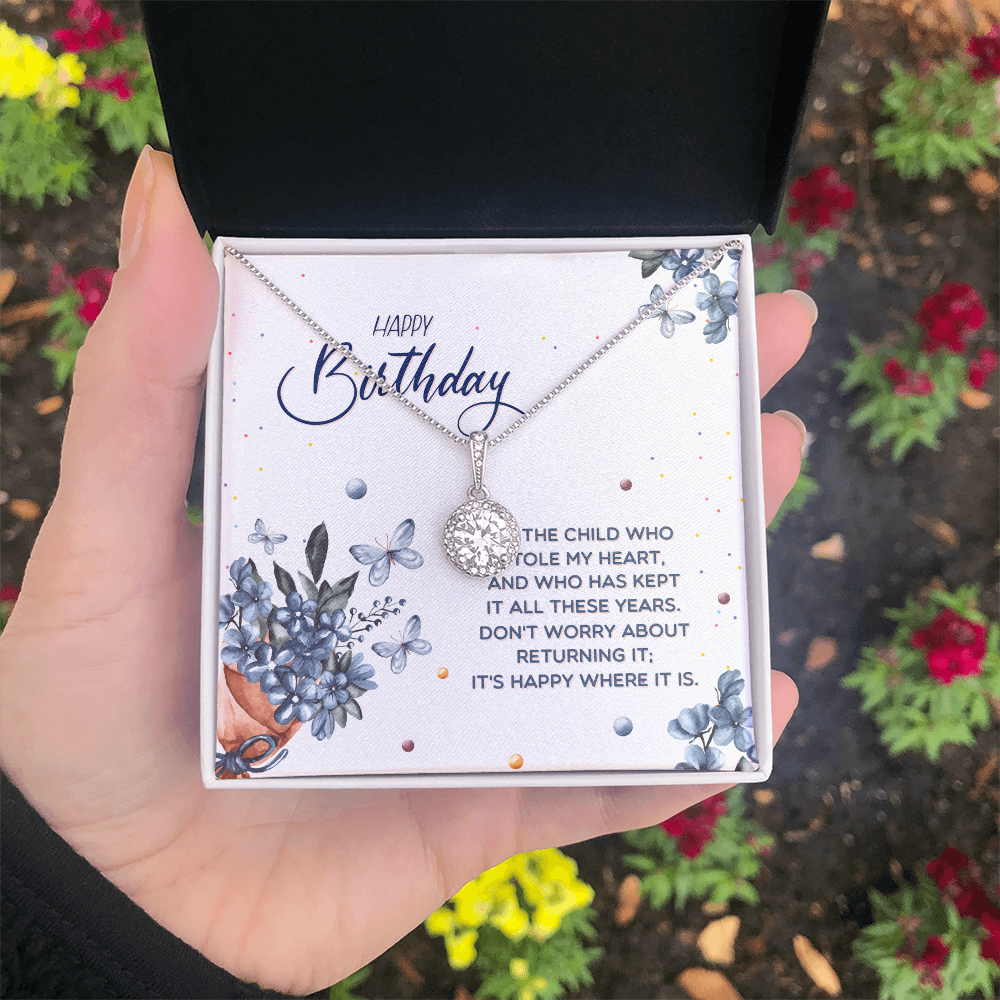 HAPPY
Birthday
THE CHILD WHO
TOLE MY HEART,
AND WHO HAS KEPT
IT ALL THESE YEARS.
DON'T WORRY ABOUT
RETURNING IT;
IT'S HAPPY WHERE IT IS.